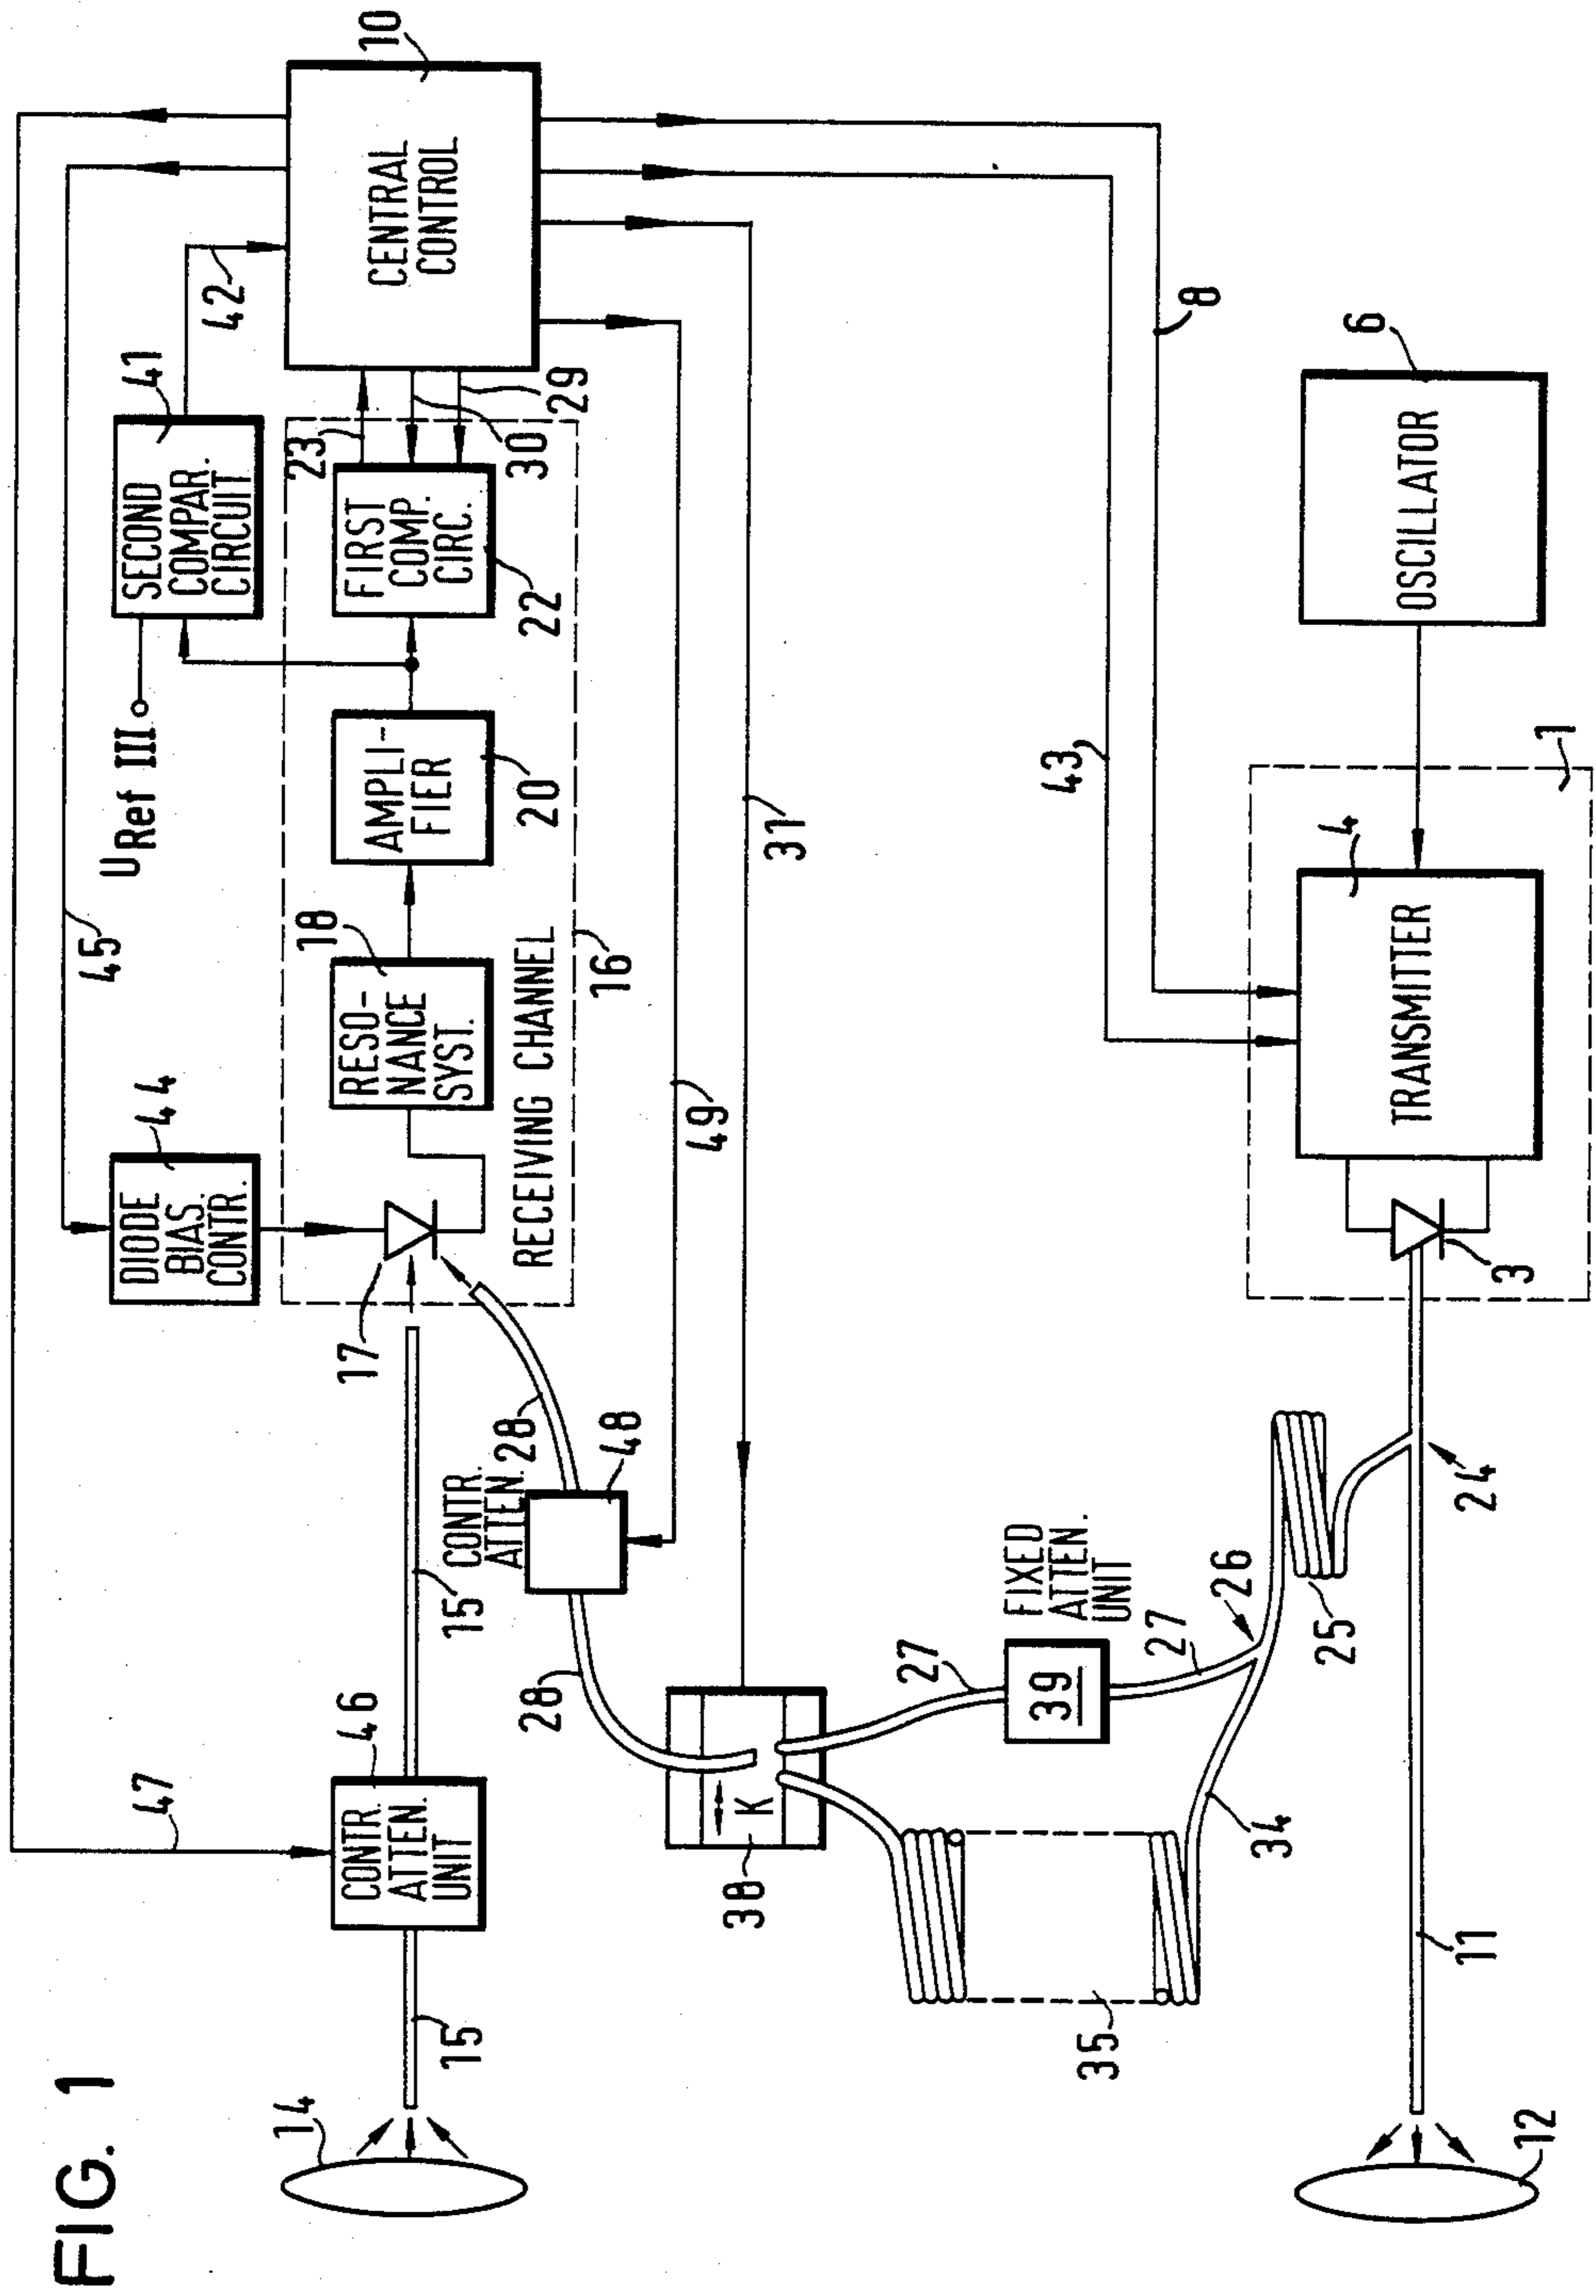 FIG. 1
14
15
47
CONTR.
ATTEN.
UNIT
46
15
17
DIODE
BIAS.
CONTR.
44
45
U Ref III
SECOND
COMPAR.
CIRCUIT
41
42
RESO-
NANCE
SYST.
18
AMPLI-
FIER
20
FIRST
COMP.
CIRC.
22
23
30
29
CENTRAL
CONTROL
10
RECEIVING CHANNEL
16
CONTR.
ATTEN.
28
48
28
49
31
38
K
27
FIXED
ATTEN.
UNIT
39
27
26
35
34
25
24
43
8
12
11
3
TRANSMITTER
4
1
OSCILLATOR
6